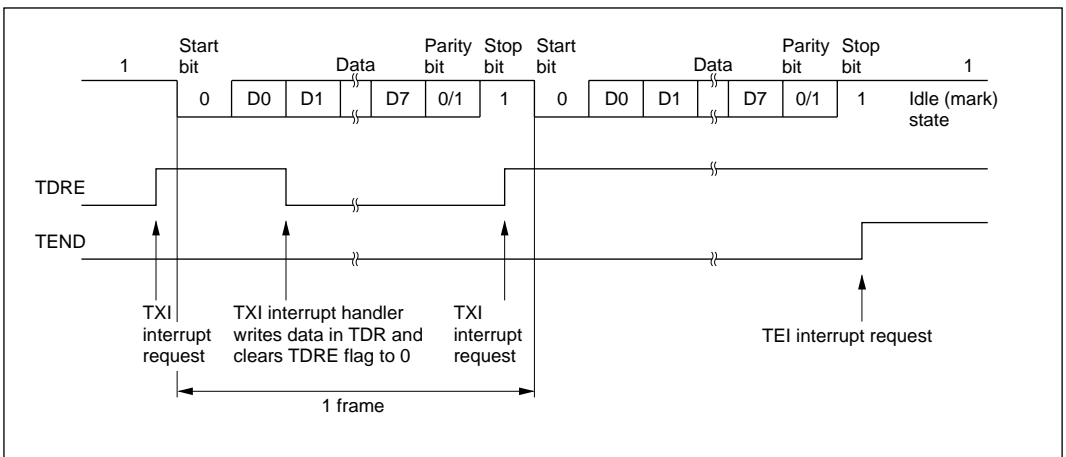 Start Parity Stop Start Parity Stop
1 bit Data bit bit bit Data bit bit 1
0 D0 D1 D7 0/1 1 0 D0 D1 D7 0/1 1 Idle (mark)
state
TDRE
TEND
TXI
interrupt
request
TXI interrupt handler
writes data in TDR and
clears TDRE flag to 0
TXI
interrupt
request
TEI interrupt request
1 frame